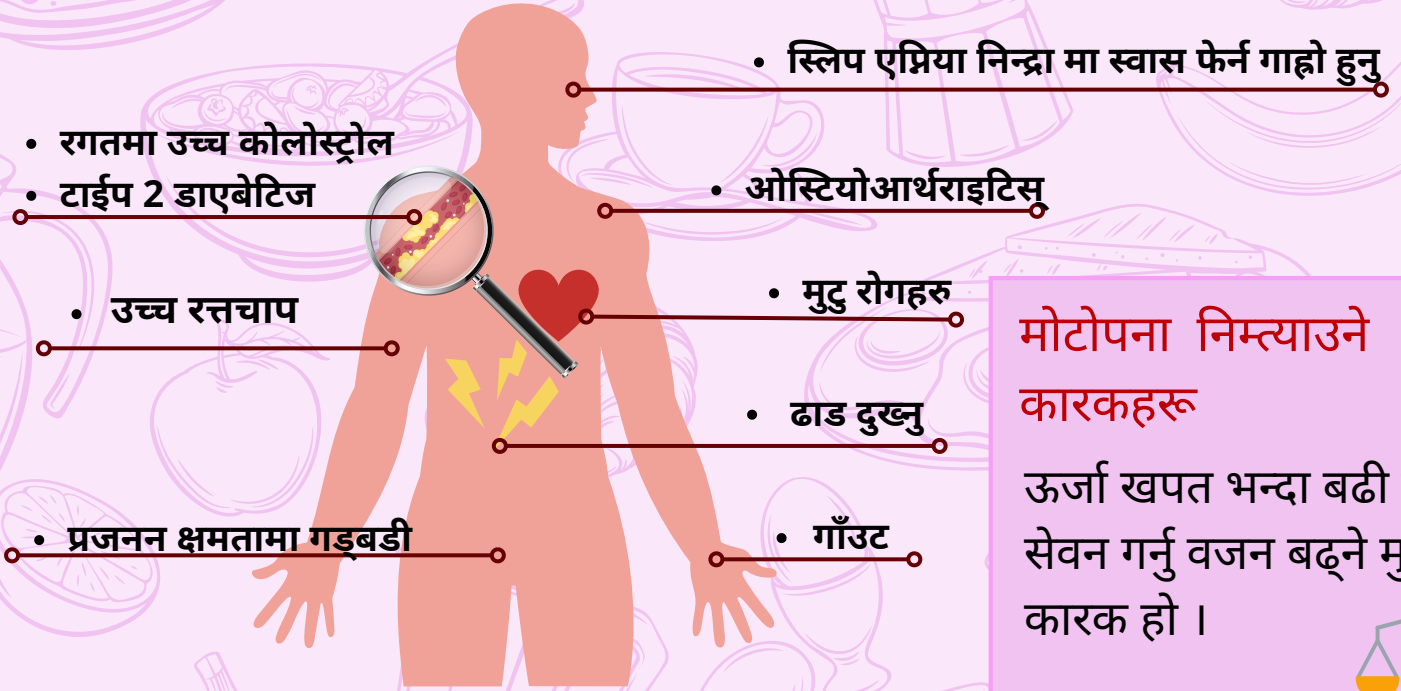 स्लिप एप्निया निन्द्रा मा स्वास फेर्न गाह्रो हुनु
रगतमा उच्च कोलोस्ट्रोल
टाईप 2 डाएबेटिज
ओस्टियोआर्थराइटिस्
उच्च रत्तचाप
मुटु रोगहरु
ढाड दुख्नु
प्रजनन क्षमतामा गड्बडी
गाँउट
मोटोपना निम्त्याउने
कारकहरू
ऊर्जा खपत भन्दा बढी
सेवन गर्नु वजन बढ्ने
कारक हो ।